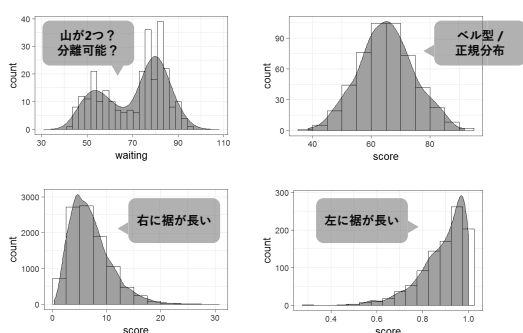 山が2つ？
分離可能？
count
40
30
20
10
0
30
50
70
90
110
waiting
ベル型 /
正規分布
count
90
60
30
0
40
60
80
score
右に裾が長い
count
3000
2000
1000
0
0
10
20
30
score
左に裾が長い
count
300
200
100
0
0.4
0.6
0.8
1.0
score